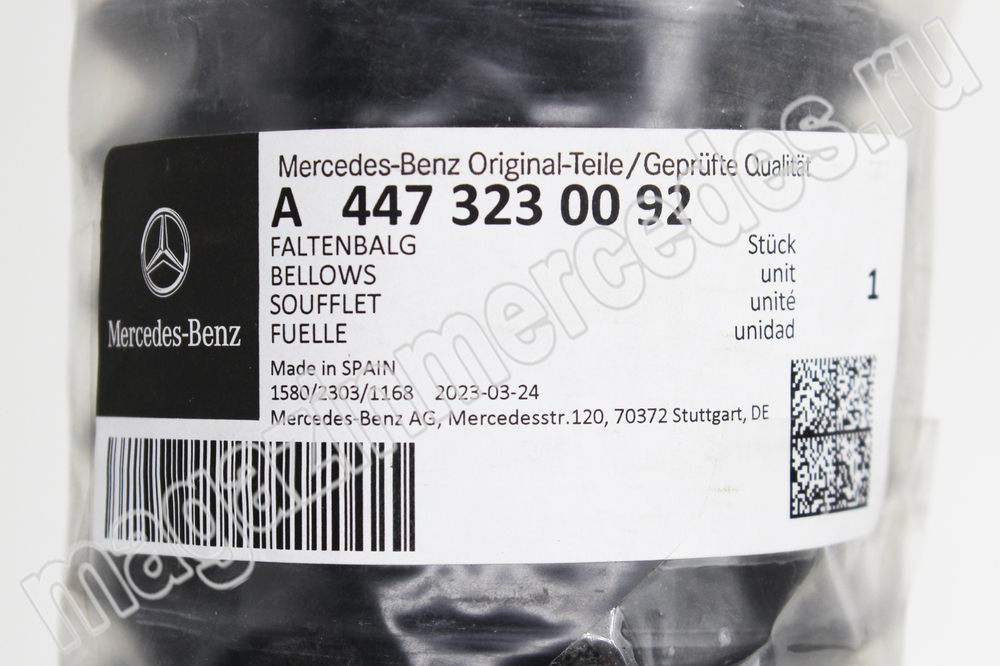 Mercedes-Benz Original-Teile/Geprüfte Qualität
A 447 323 00 92
FALTENBALG Stück
BELLOWS unit
SOUFFLET unité 1
FUELLE unidad
Mercedes-Benz
Made in SPAIN
1580/2303/1168 2023-03-24
Mercedes-Benz AG, Mercedesstr.120, 70372 Stuttgart, DE
magazinmercedes.ru